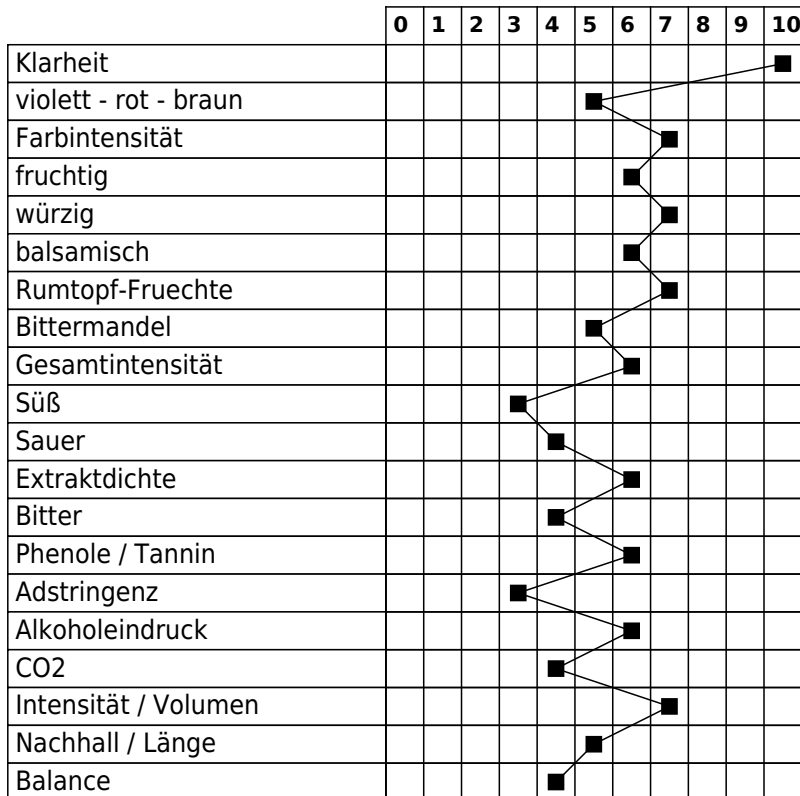 0 1 2 3 4 5 6 7 8 9 10
Klarheit
violett - rot - braun
Farbintensität
fruchtig
würzig
balsamisch
Rumtopf-Fruechte
Bittermandel
Gesamtintensität
Süß
Sauer
Extraktdichte
Bitter
Phenole / Tannin
Adstringenz
Alkoholeindruck
CO2
Intensität / Volumen
Nachhall / Länge
Balance